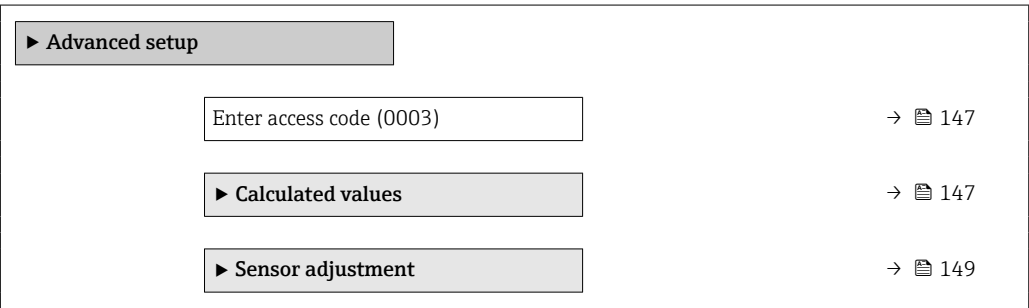 ▶ Advanced setup
Enter access code (0003) → 147
▶ Calculated values → 147
▶ Sensor adjustment → 149